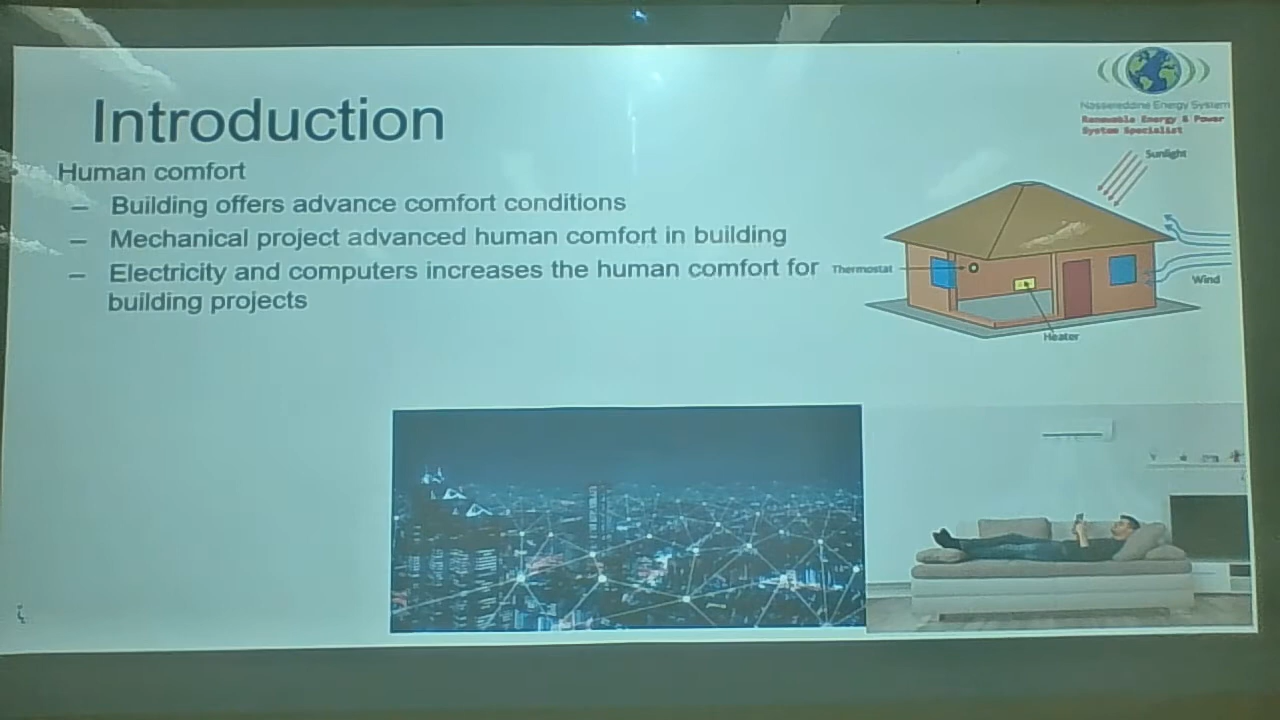 Introduction
Human comfort
– Building offers advance comfort conditions
– Mechanical project advanced human comfort in building
– Electricity and computers increases the human comfort for
building projects
Nassereddine Energy System
Renewable Energy & Power
System Specialist
Sunlight
Thermostat
Wind
Heater